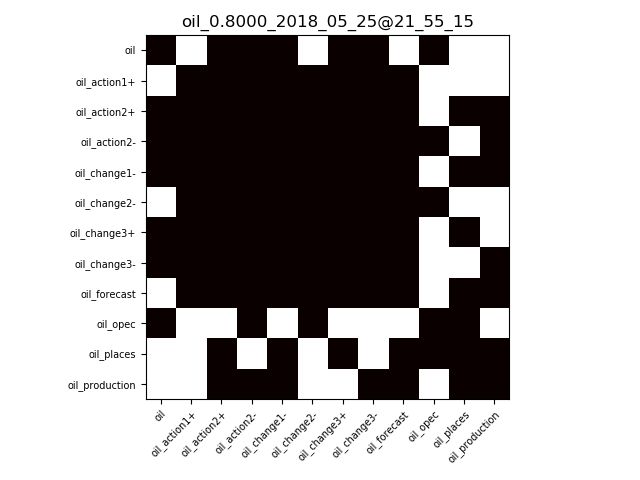 oil_0.8000_2018_05_25@21_55_15
oil
oil_action1+
oil_action2+
oil_action2-
oil_change1-
oil_change2-
oil_change3+
oil_change3-
oil_forecast
oil_opec
oil_places
oil_production
oil
oil_action1+
oil_action2+
oil_action2-
oil_change1-
oil_change2-
oil_change3+
oil_change3-
oil_forecast
oil_opec
oil_places
oil_production